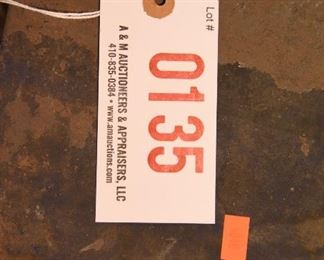 Lot #
0135
A & M AUCTIONEERS & APPRAISERS, LLC
410-835-0384 • www.amauctions.com